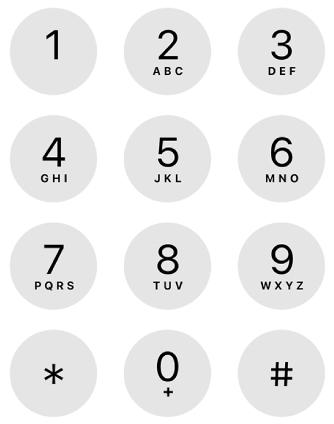 1 2 3
ABC DEF
4 5 6
GHI JKL MNO
7 8 9
PQRS TUV WXYZ
* 0 #
+